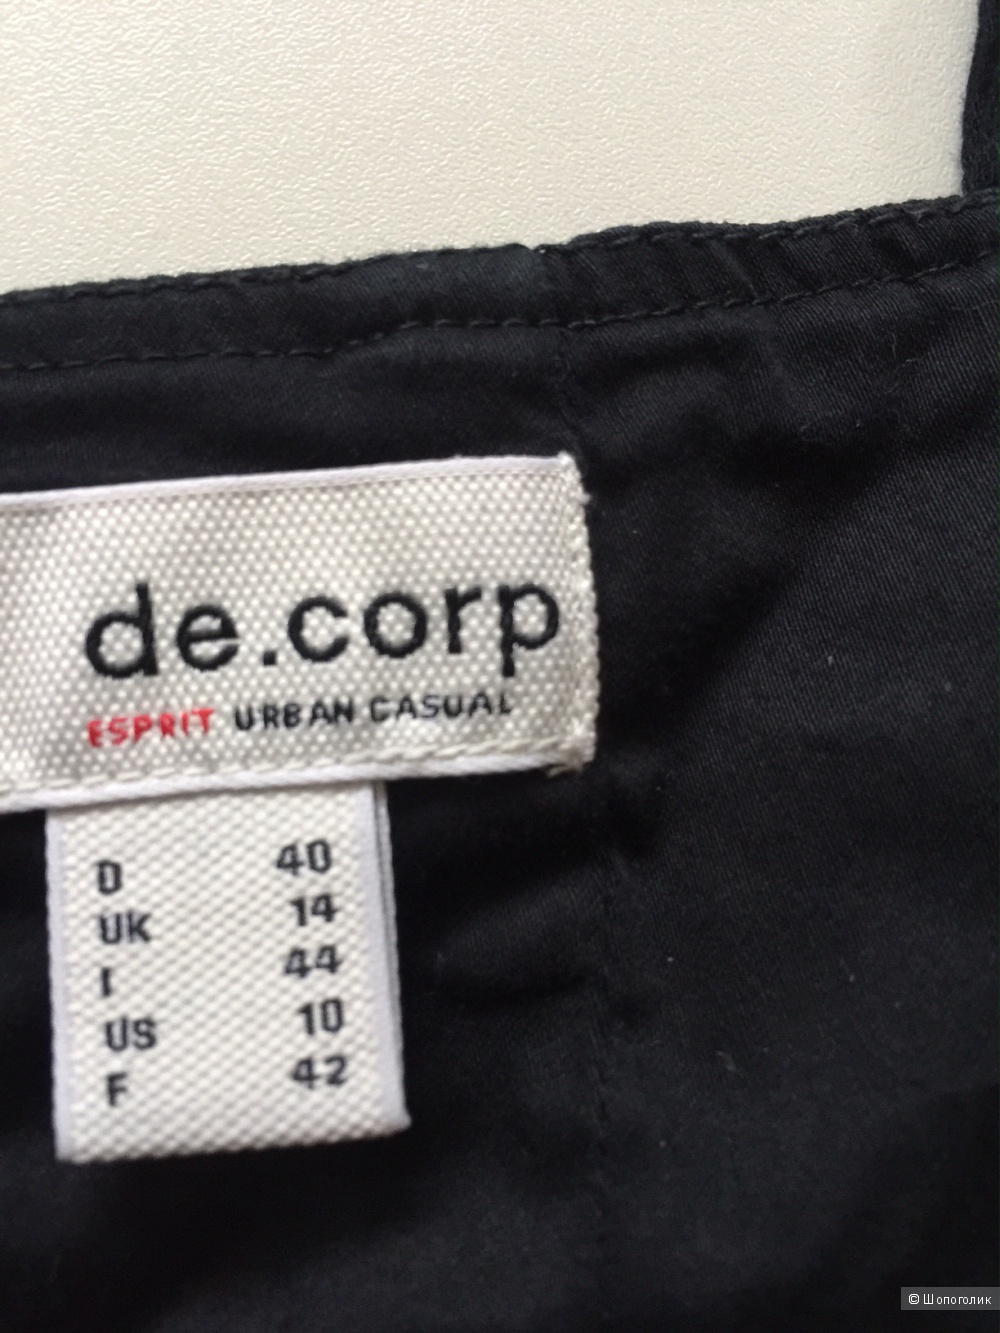 de.corp
ESPRIT URBAN CASUAL
D 40
UK 14
I 44
US 10
F 42
© Шопоголик